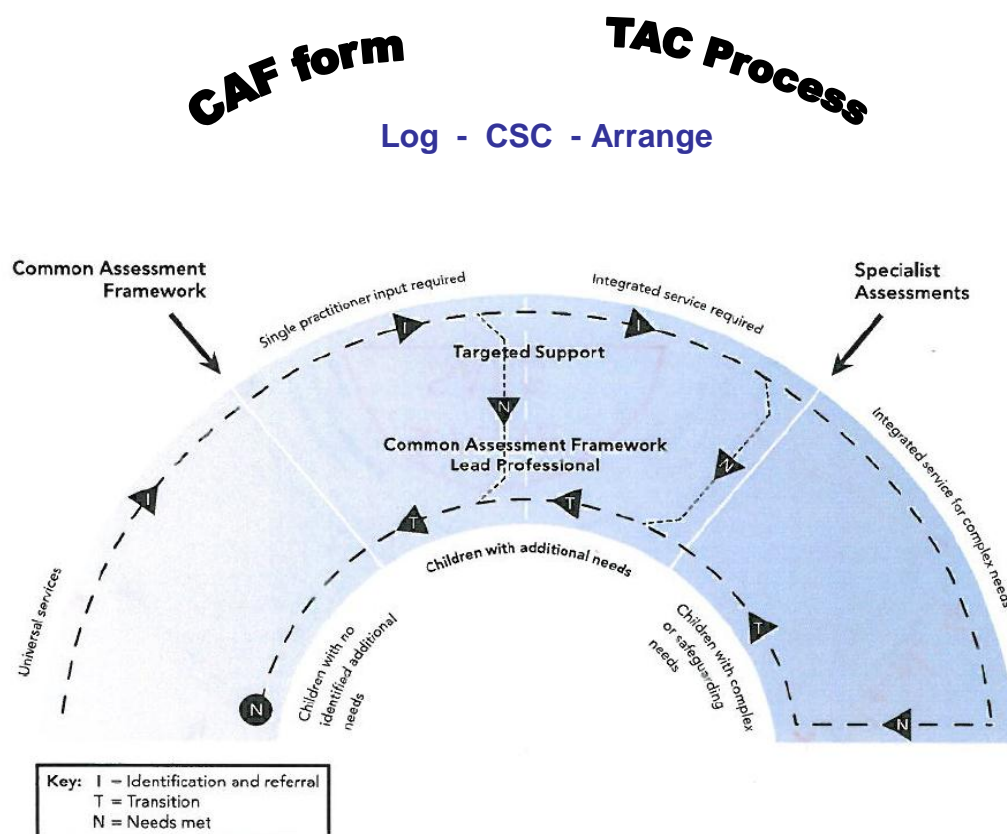 CAF form
TAC Process
Log - CSC - Arrange
Common Assessment
Framework
Single practitioner input required
Integrated service required
Specialist
Assessments
I
I
Targeted Support
N
Common Assessment Framework
Lead Professional
N
Integrated service for complex needs
I
T
T
Children with additional needs
Universal services
Children with no
identified additional
needs
Children with complex
or safeguarding
needs
T
N
N
Key: I = Identification and referral
T = Transition
N = Needs met